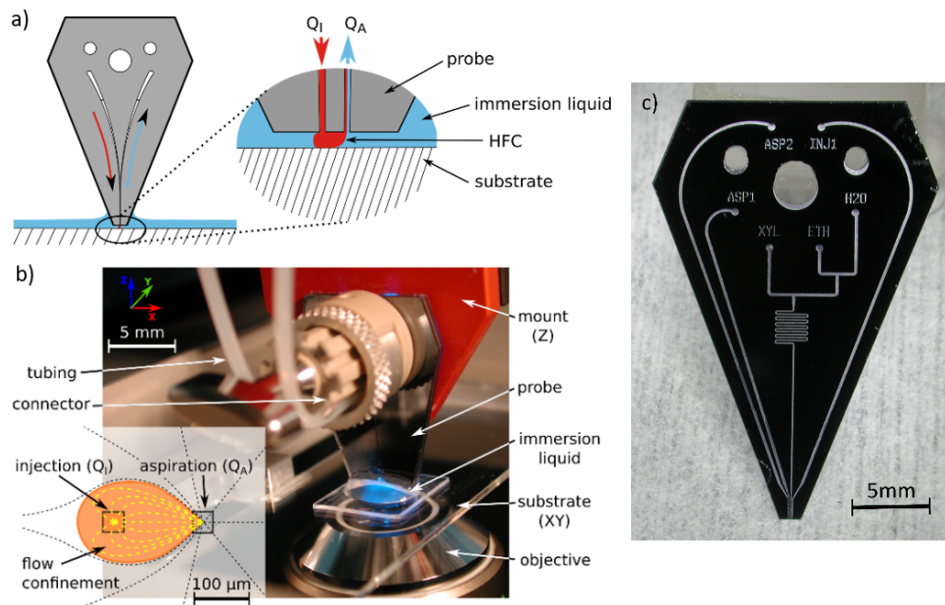 a)
Q_I
Q_A
probe
immersion liquid
HFC
substrate
b)
Z
Y
X
5 mm
tubing
connector
mount
(Z)
probe
immersion
liquid
substrate
(XY)
objective
injection (Q_I)
aspiration (Q_A)
flow
confinement
100 µm
c)
ASP2 INJ1
ASP1
H2O
XYL
ETH
5mm